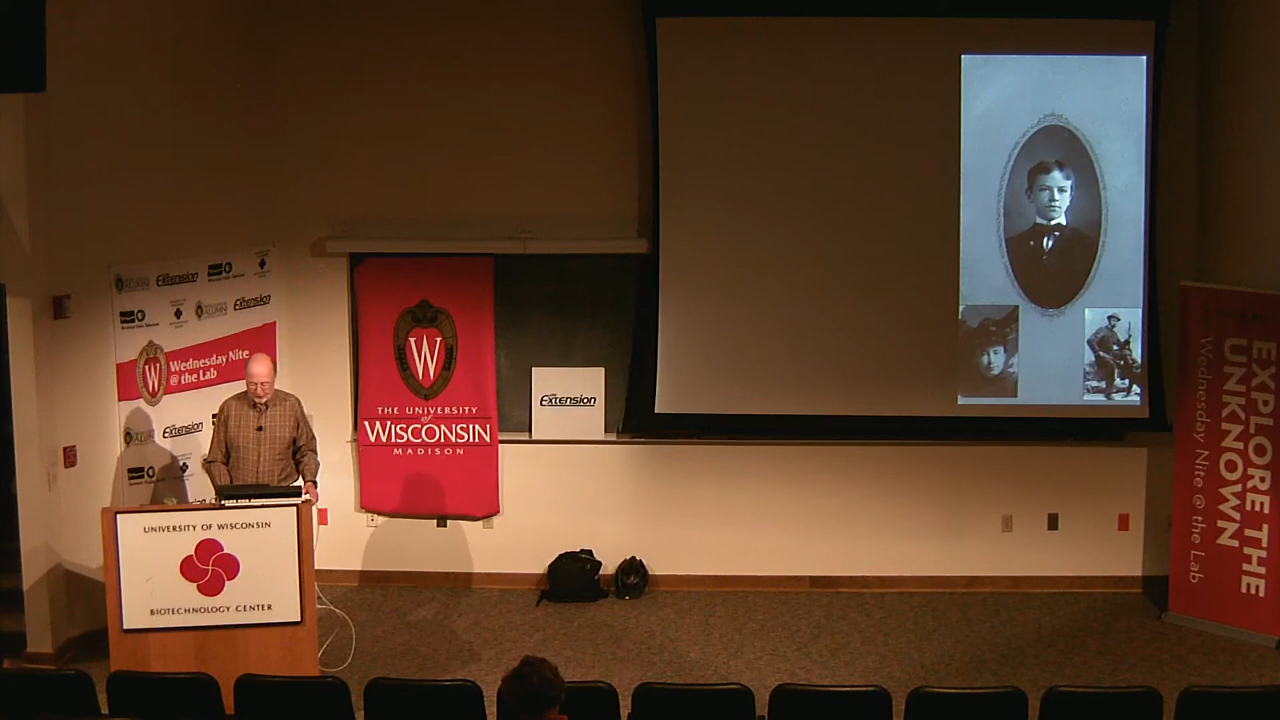 Extension
Extension
Wednesday Nite
@ the Lab
Extension
THE UNIVERSITY
of
WISCONSIN
MADISON
W
W
Extension
UNIVERSITY OF WISCONSIN
BIOTECHNOLOGY CENTER
EXPLORE THE
UNKNOWN
Wednesday Nite @ the Lab